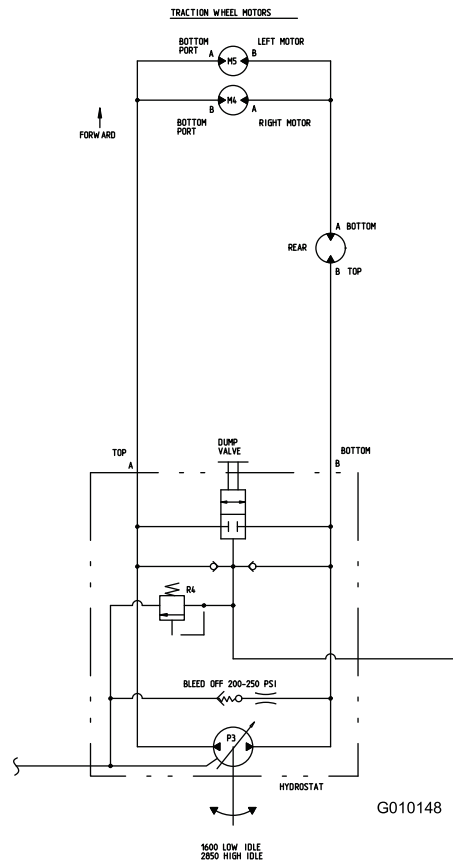 TRACTION WHEEL MOTORS
BOTTOM
PORT
A
B
LEFT MOTOR
M5
M4
B
A
BOTTOM
PORT
RIGHT MOTOR
FORWARD
A BOTTOM
REAR
B TOP
DUMP
VALVE
TOP
A
BOTTOM
B
R4
BLEED OFF 200-250 PSI
P3
HYDROSTAT
G010148
1600 LOW IDLE
2850 HIGH IDLE